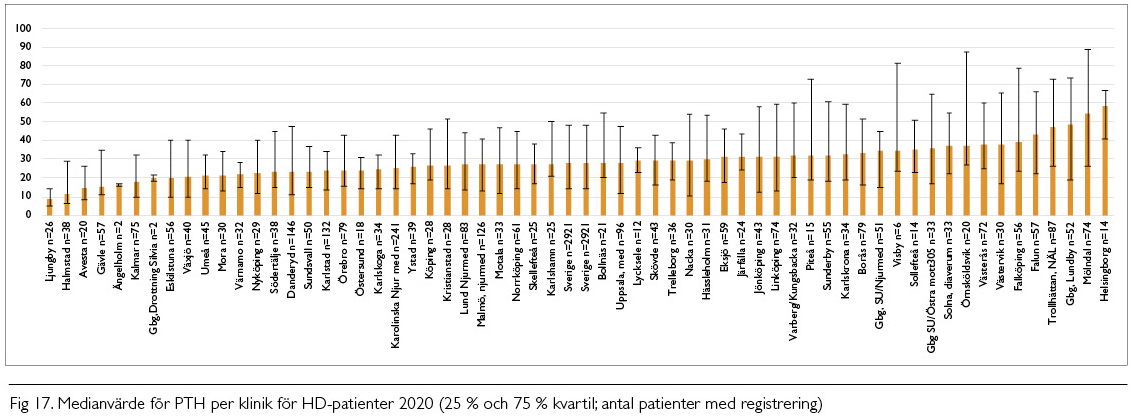 100
90
80
70
60
50
40
30
20
10
0
Ljungby n=26
Halmstad n=38
Avesta n=20
Gävle n=57
Ängelholm n=2
Kalmar n=75
Gbg,Drottning Silvia n=2
Eskilstuna n=56
Växjö n=40
Umeå n=45
Mora n=30
Värnamo n=32
Nyköping n=29
Södertälje n=38
Danderyd n=146
Sundsvall n=50
Karlstad n=132
Örebro n=79
Östersund n=18
Karlskoga n=34
Karolinska Njur med n=241
Ystad n=39
Köping n=28
Kristianstad n=28
Lund Njurmed n=83
Malmö, njurmed n=126
Motala n=33
Norrköping n=61
Skellefteå n=25
Karlshamn n=25
Sverige n=2921
Sverige n=2921
Bollnäs n=21
Uppsala, med n=96
Lycksele n=12
Skövde n=43
Trelleborg n=36
Nacka n=30
Hässleholm n=31
Eksjö n=59
Järfälla n=24
Jönköping n=43
Linköping n=74
Varberg/Kungsbacka n=32
Piteå n=15
Sunderby n=55
Karlskrona n=34
Borås n=79
Gbg. SU/Njurmed n=51
Visby n=6
Sollefteå n=14
Gbg SU/Östra mott305 n=33
Solna, diaverum n=33
Örnsköldsvik n=20
Västerås n=72
Västervik n=30
Falköping n=56
Falun n=57
Trollhättan, NÄL n=87
Gbg, Lundby n=52
Mölndal n=74
Helsingborg n=14
Fig 17. Medianvärde för PTH per klinik för HD-patienter 2020 (25 % och 75 % kvartil; antal patienter med registrering)